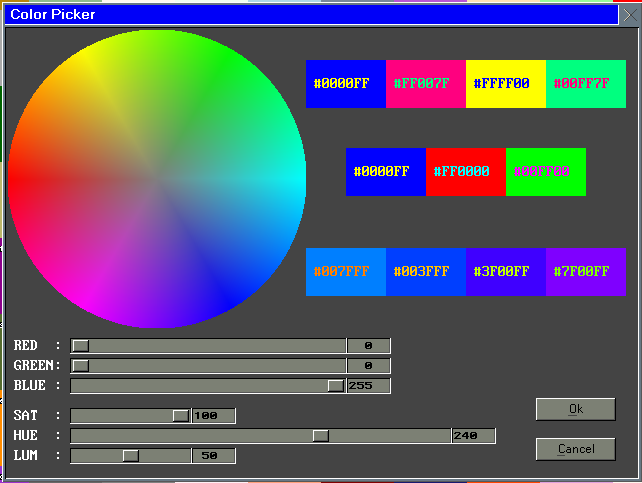 Color Picker
#0000FF #FF007F #FFFF00 #00FF7F
#0000FF #FF0000 #00FF00
#007FFF #003FFF #3F00FF #7F00FF
RED : 0
GREEN: 0
BLUE : 255
SAT : 100
HUE : 240
LUM : 50
Ok
Cancel